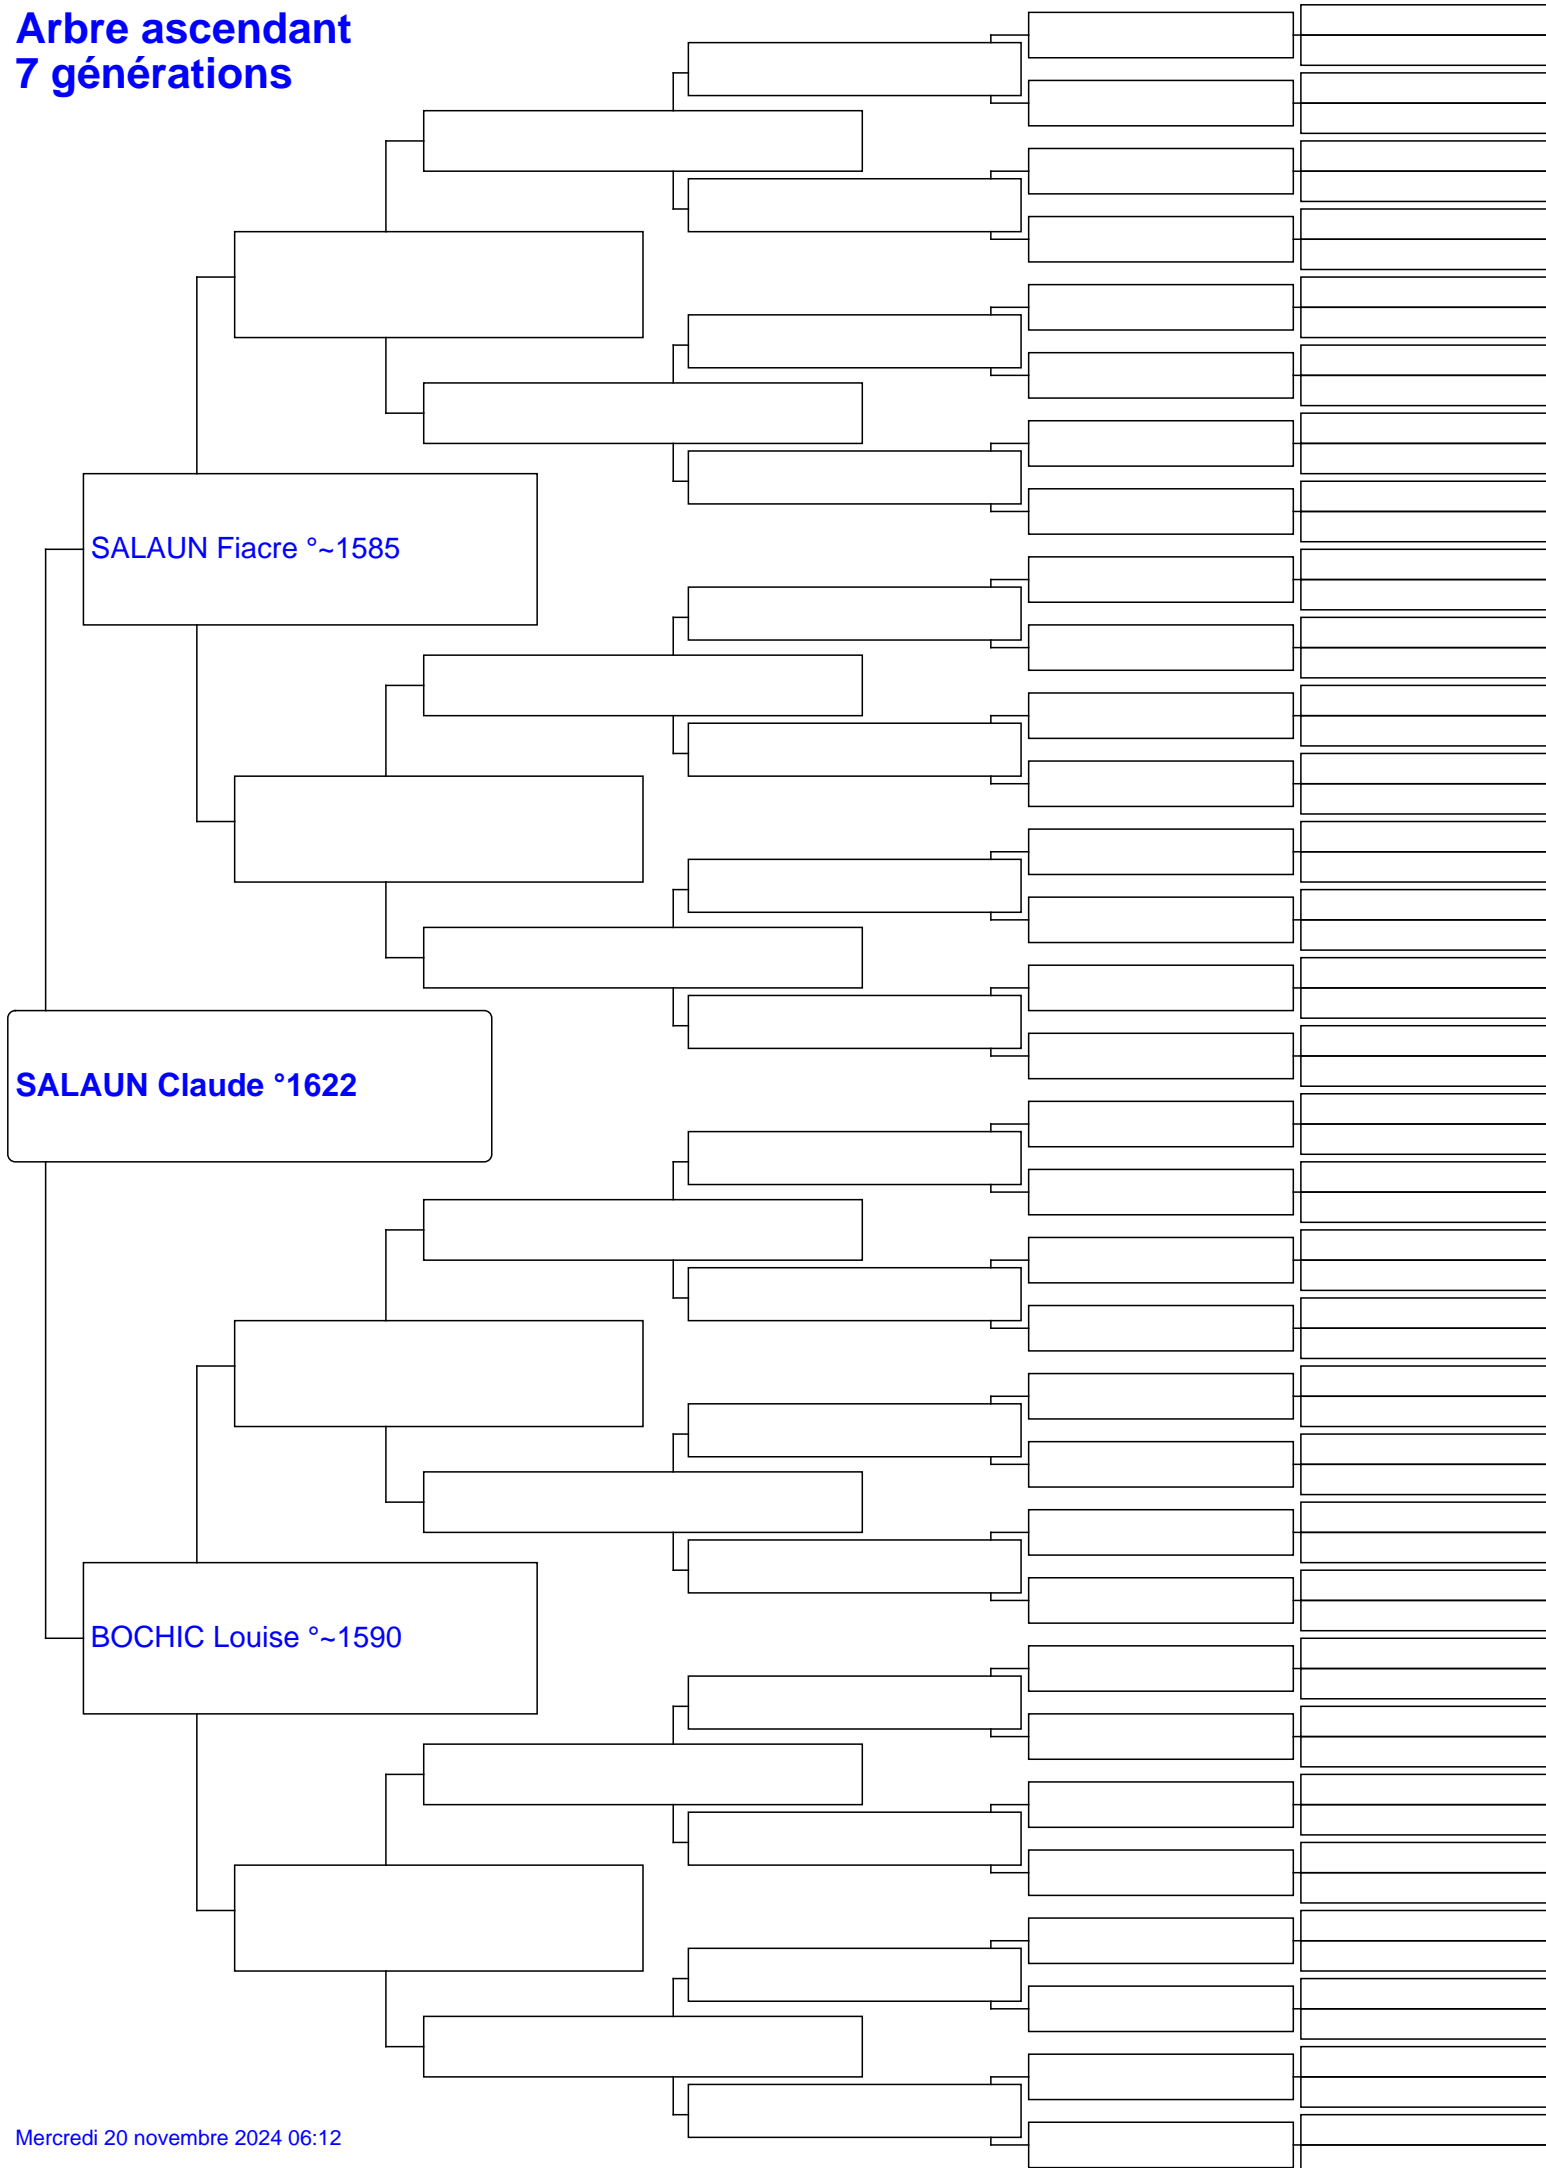 Arbre ascendant
7 générations
SALAUN Fiacre °~1585
SALAUN Claude °1622
BOCHIC Louise °~1590
Mercredi 20 novembre 2024 06:12